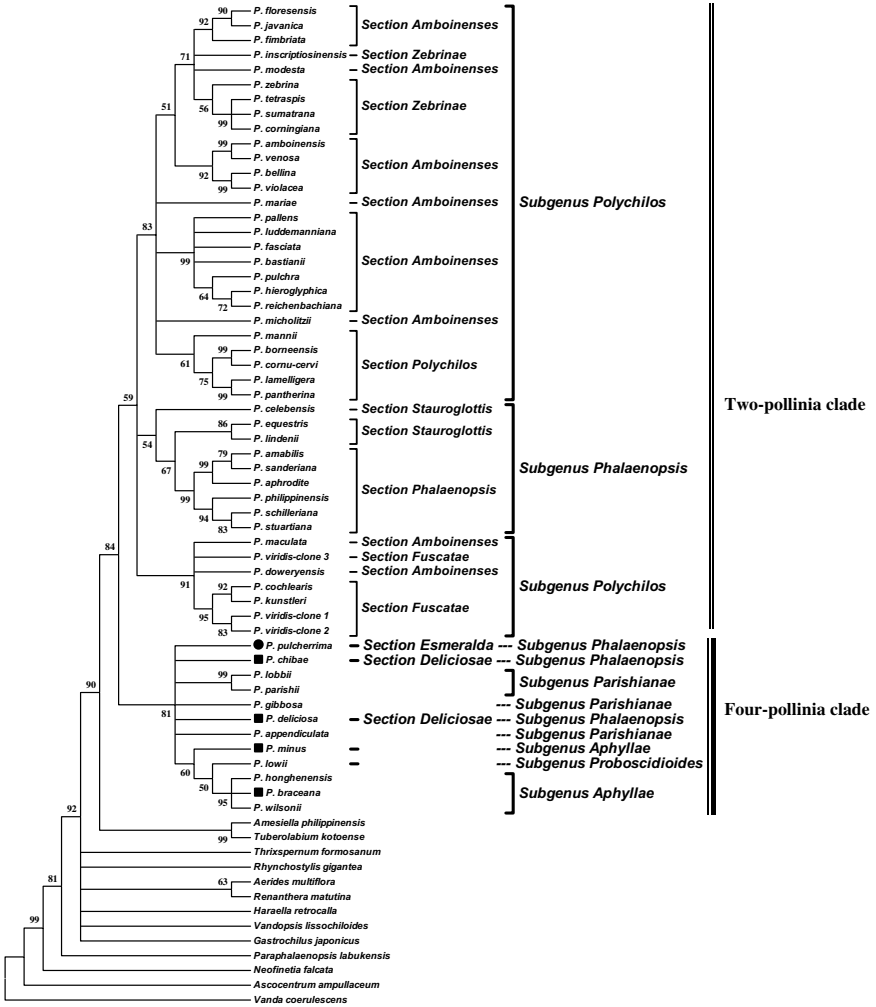 90 P. floresensis
92 P. javanica Section Amboinenses
P. fimbriata
71 P. inscriptiosinensis Section Zebrinae
P. modesta Section Amboinenses
P. zebrina
51 P. tetraspis Section Zebrinae
56 P. sumatrana
99 P. corningiana
99 P. amboinensis
P. venosa Section Amboinenses
92 P. bellina
99 P. violacea
P. mariae Section Amboinenses Subgenus Polychilos
P. pallens
83 P. luddemanniana
P. fasciata
99 P. bastianii Section Amboinenses
P. pulchra
64 P. hieroglyphica
72 P. reichenbachiana
P. micholitzii Section Amboinenses
P. mannii
99 P. borneensis
61 P. cornu-cervi Section Polychilos
75 P. lamelligera
99 P. pantherina
59 P. celebensis Section Stauroglottis Two-pollinia clade
86 P. equestris Section Stauroglottis
54 P. lindenii
79 P. amabilis
67 99 P. sanderiana Subgenus Phalaenopsis
P. aphrodite Section Phalaenopsis
99 P. philippinensis
94 P. schilleriana
83 P. stuartiana
84 P. maculata Section Amboinenses
P. viridis-clone 3 Section Fuscatae
P. doweryensis Section Amboinenses
91 92 P. cochlearis Subgenus Polychilos
P. kunstleri Section Fuscatae
95 P. viridis-clone 1
83 P. viridis-clone 2
P. pulcherrima Section Esmeralda --- Subgenus Phalaenopsis
P. chibae Section Deliciosae --- Subgenus Phalaenopsis
99 P. lobbii Subgenus Parishianae
90 P. parishii
P. gibbosa --- Subgenus Parishianae
81 P. deliciosa Section Deliciosae --- Subgenus Phalaenopsis Four-pollinia clade
P. appendiculata --- Subgenus Parishianae
P. minus --- Subgenus Aphyllae
60 P. lowii --- Subgenus Proboscidioides
50 P. honghenensis
P. braceana Subgenus Aphyllae
95 P. wilsonii
92 Amesiella philippinensis
99 Tuberolabium kotoense
Thrixspernum formosanum
Rhynchostylis gigantea
81 63 Aerides multiflora
Renanthera matutina
99 Haraella retrocalla
Vandopsis lissochiloides
Gastrochilus japonicus
Paraphalaenopsis labukensis
Neofinetia falcata
Ascocentrum ampullaceum
Vanda coerulescens